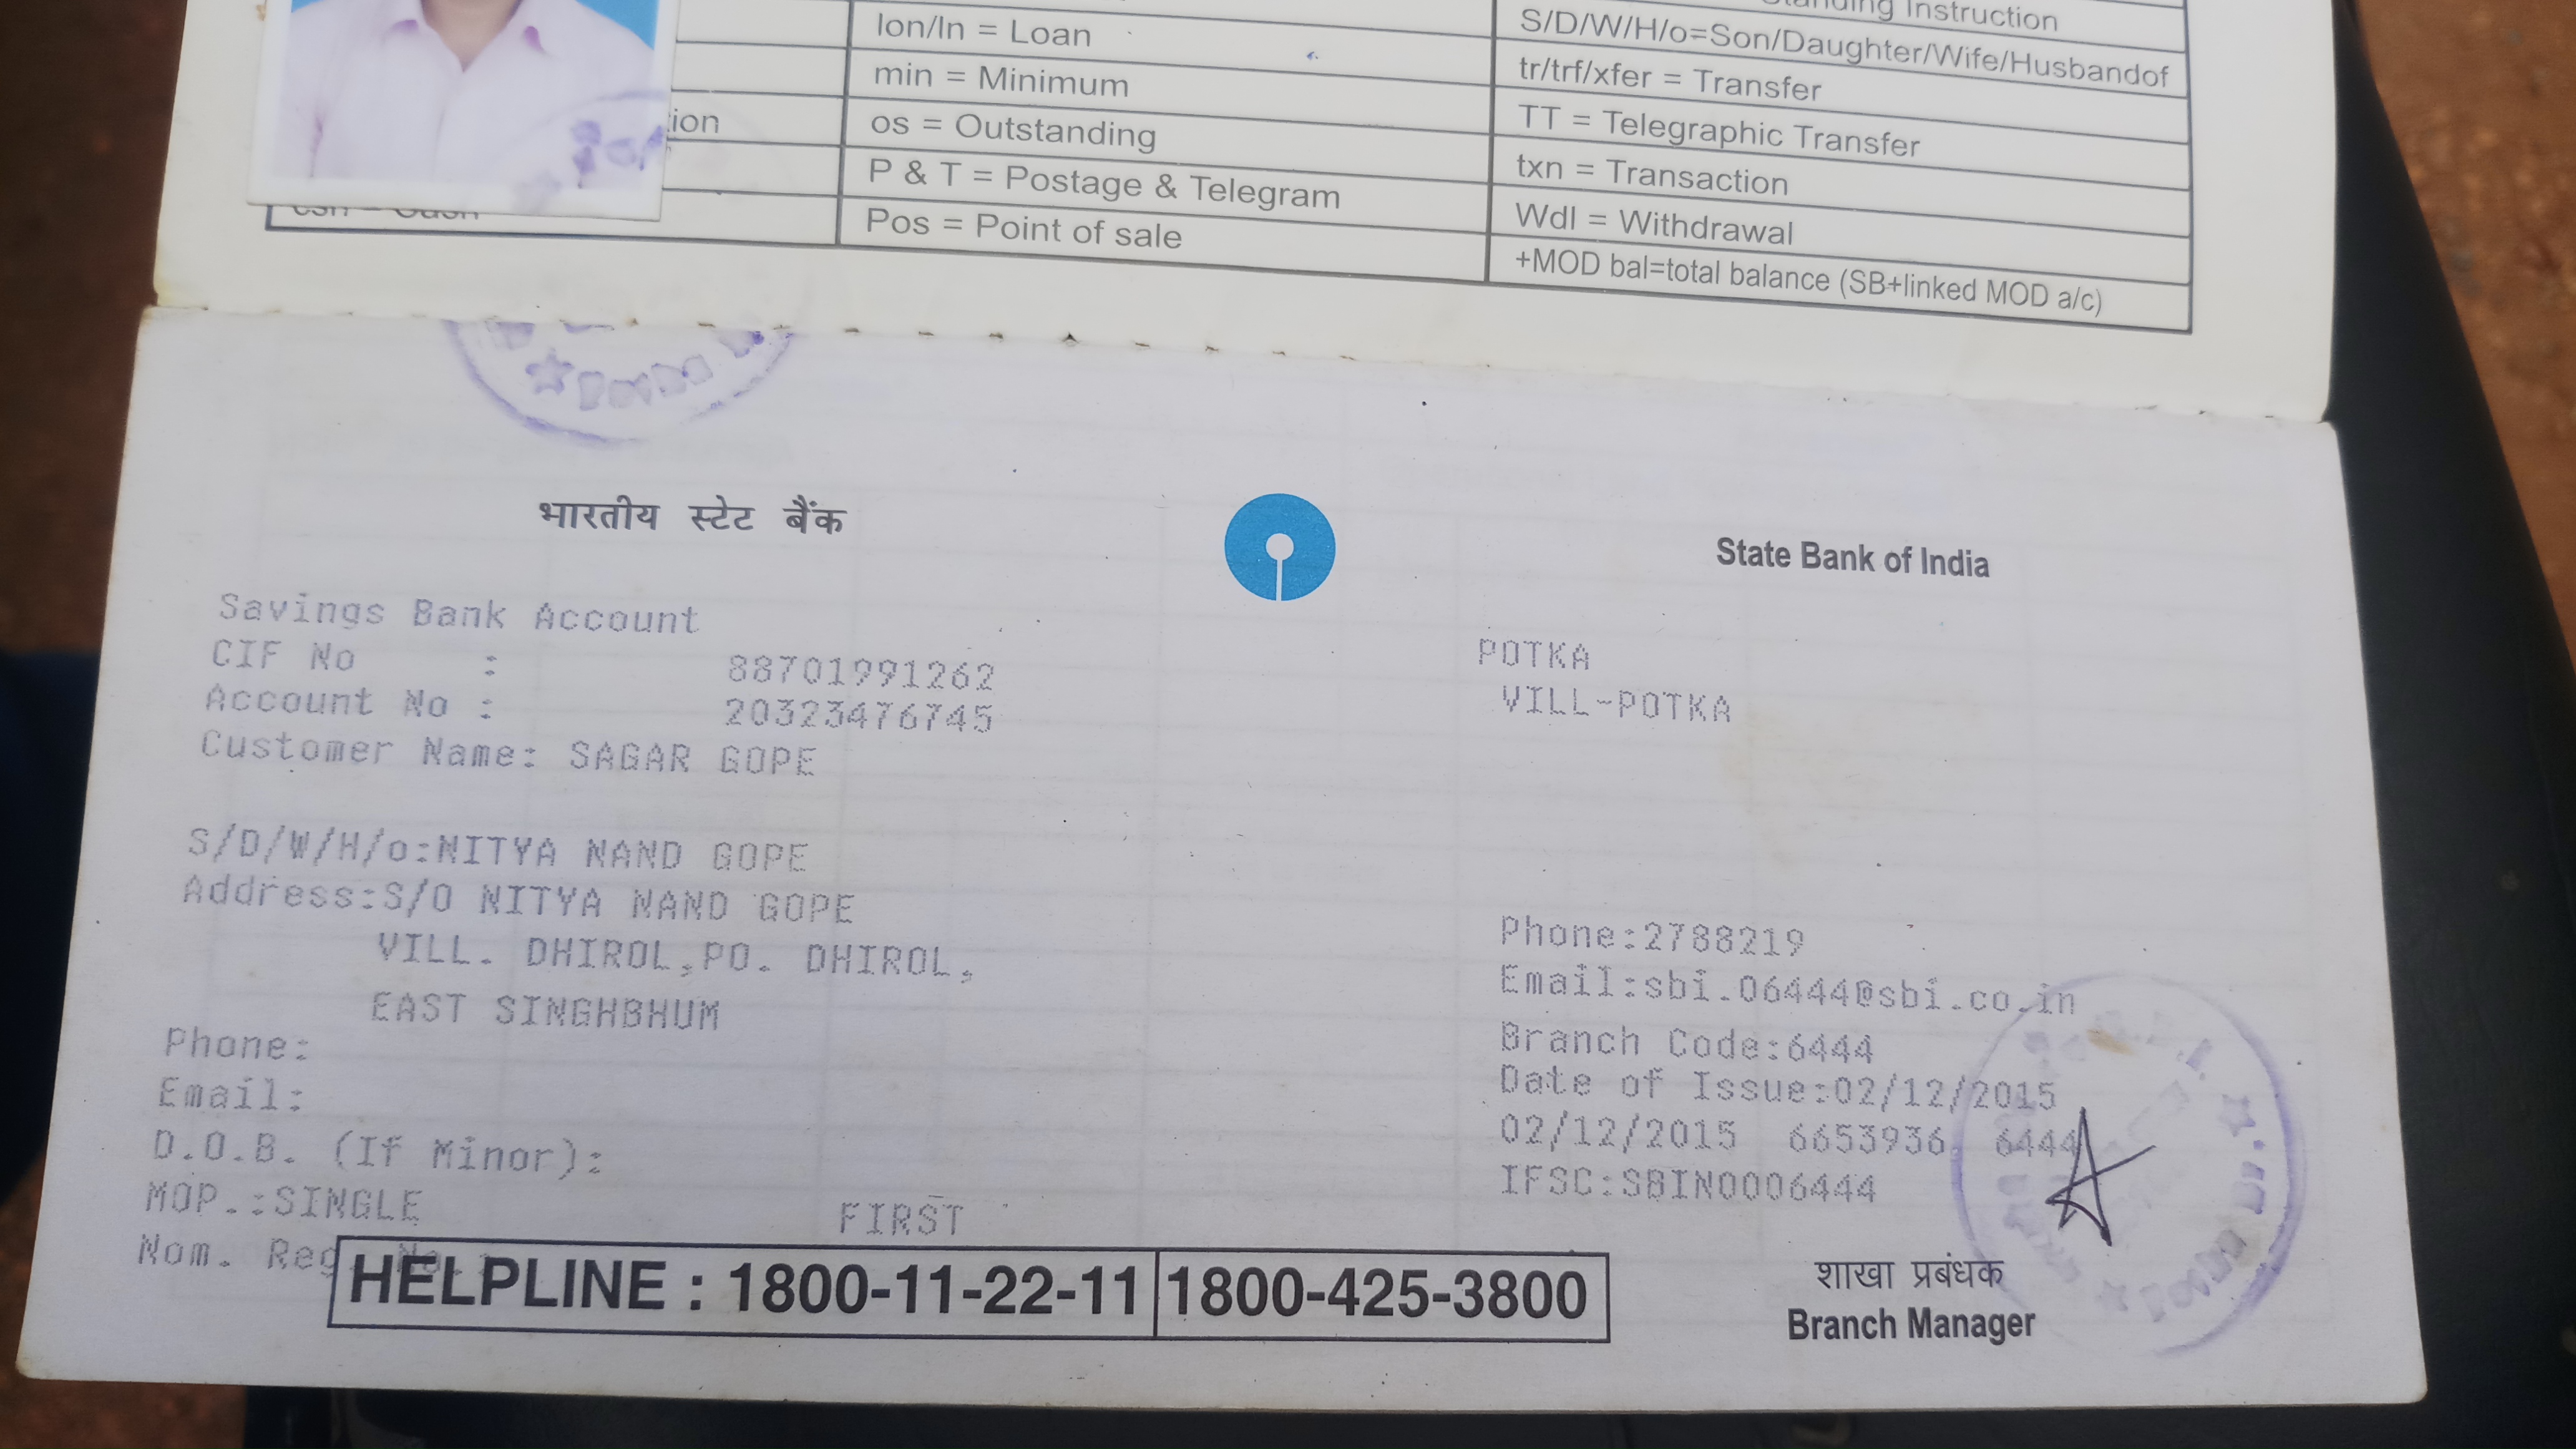 lon/ln = Loan
min = Minimum
os = Outstanding
P & T = Postage & Telegram
Pos = Point of sale
Instruction
S/D/W/H/o=Son/Daughter/Wife/Husbandof
tr/trf/xfer = Transfer
TT = Telegraphic Transfer
txn = Transaction
Wdl = Withdrawal
+MOD bal=total balance (SB+linked MOD a/c)
भारतीय स्टेट बैंक
State Bank of India
Savings Bank Account
CIF No : 88701991262
Account No : 20323476745
Customer Name: SAGAR GOPE
S/D/W/H/o:NITYA NAND GOPE
Address:S/O NITYA NAND GOPE
VILL. DHIROL,PO. DHIROL,
EAST SINGHBHUM
Phone:
Email:
D.O.B. (If Minor):
MOP.:SINGLE FIRST
Nom. Reg. No.:
POTKA
VILL-POTKA
Phone:2788219
Email:sbi.06444@sbi.co.in
Branch Code:6444
Date of Issue:02/12/2015
02/12/2015 6653936 6444
IFSC:SBIN0006444
HELPLINE : 1800-11-22-11 1800-425-3800
शाखा प्रबंधक
Branch Manager